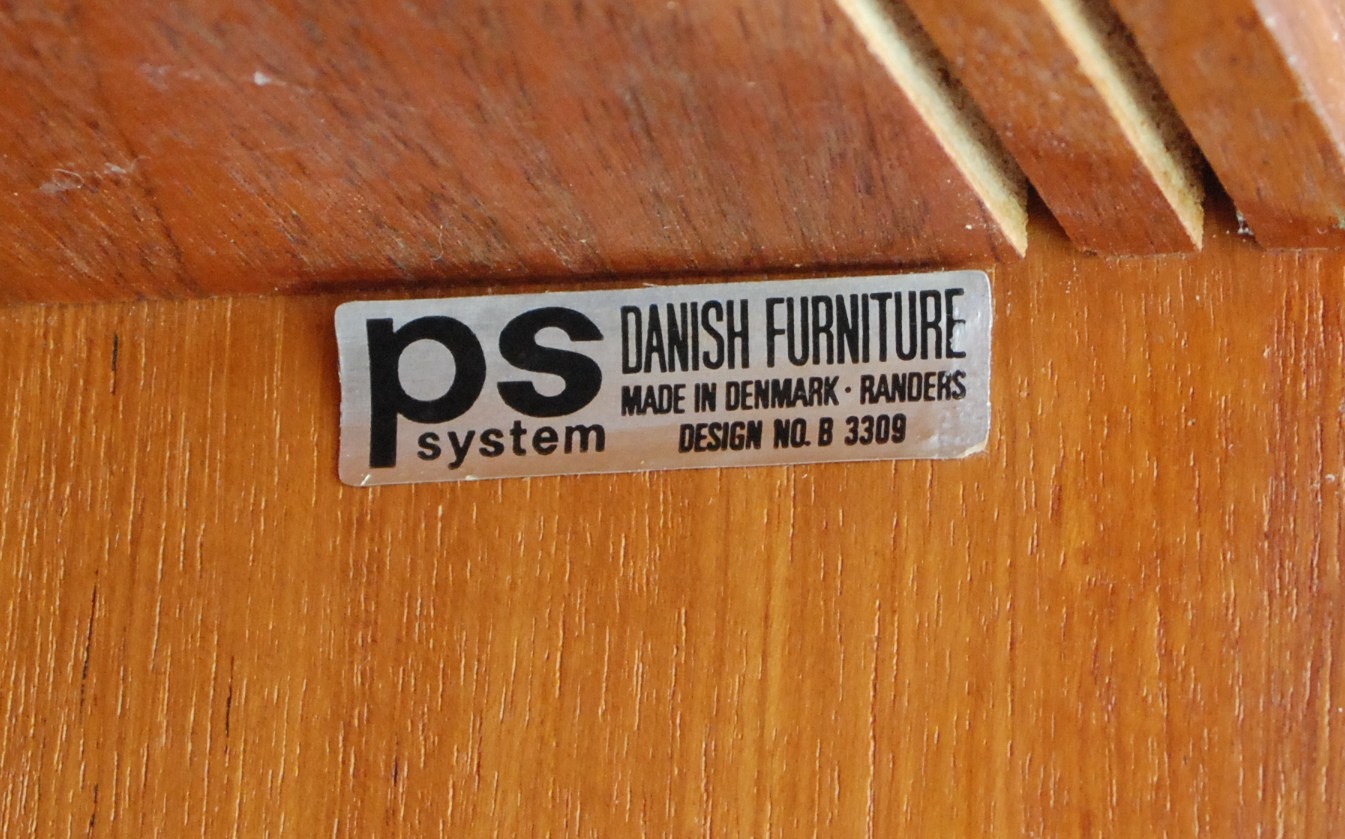 ps
system
DANISH FURNITURE
MADE IN DENMARK · RANDERS
DESIGN NO. B 3309